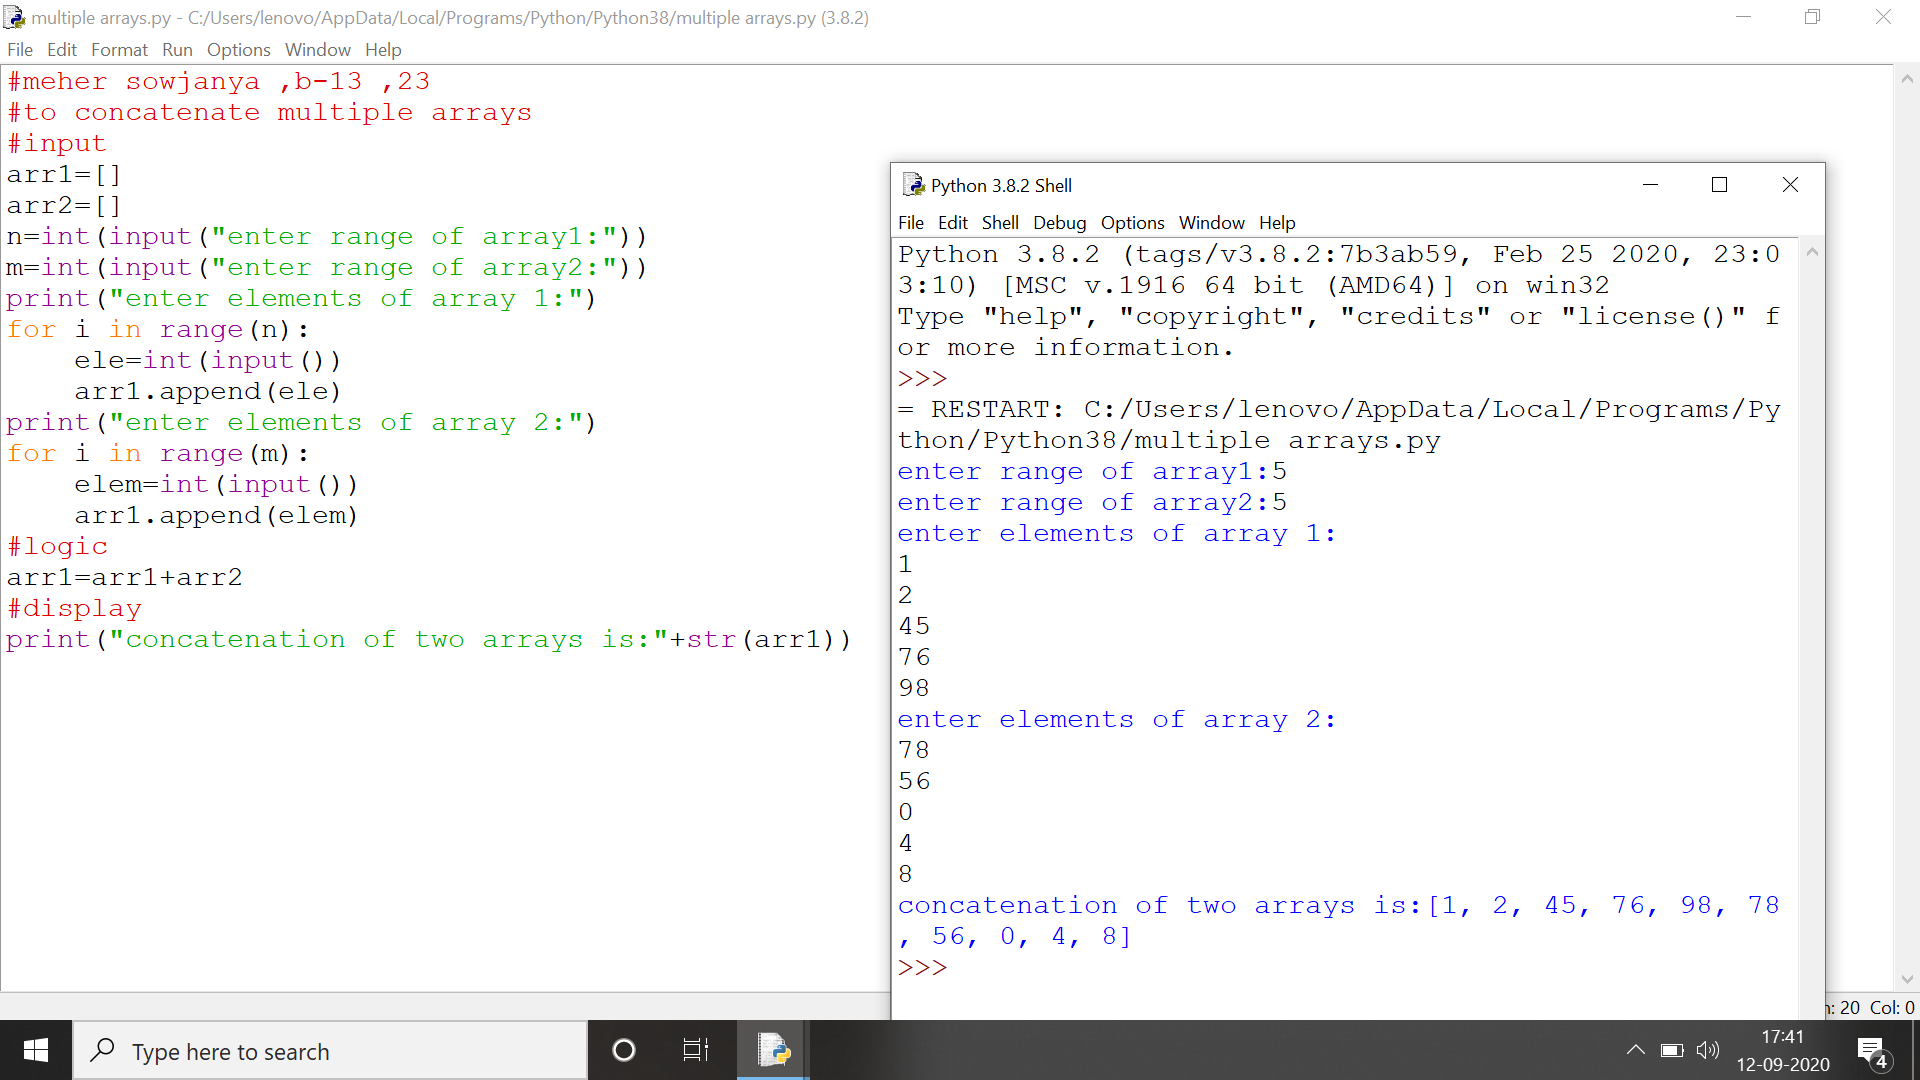 multiple arrays.py - C:/Users/lenovo/AppData/Local/Programs/Python/Python38/multiple arrays.py (3.8.2)
File Edit Format Run Options Window Help
#meher sowjanya ,b-13 ,23
#to concatenate multiple arrays
#input
arr1=[]
arr2=[]
n=int(input("enter range of array1:"))
m=int(input("enter range of array2:"))
print("enter elements of array 1:")
for i in range(n):
    ele=int(input())
    arr1.append(ele)
print("enter elements of array 2:")
for i in range(m):
    elem=int(input())
    arr1.append(elem)
#logic
arr1=arr1+arr2
#display
print("concatenation of two arrays is:"+str(arr1))
Python 3.8.2 Shell
File Edit Shell Debug Options Window Help
Python 3.8.2 (tags/v3.8.2:7b3ab59, Feb 25 2020, 23:0
3:10) [MSC v.1916 64 bit (AMD64)] on win32
Type "help", "copyright", "credits" or "license()" f
or more information.
>>>
= RESTART: C:/Users/lenovo/AppData/Local/Programs/Py
thon/Python38/multiple arrays.py
enter range of array1:5
enter range of array2:5
enter elements of array 1:
1
2
45
76
98
enter elements of array 2:
78
56
0
4
8
concatenation of two arrays is:[1, 2, 45, 76, 98, 78
, 56, 0, 4, 8]
>>>
: 20 Col: 0
Type here to search
17:41
12-09-2020
4